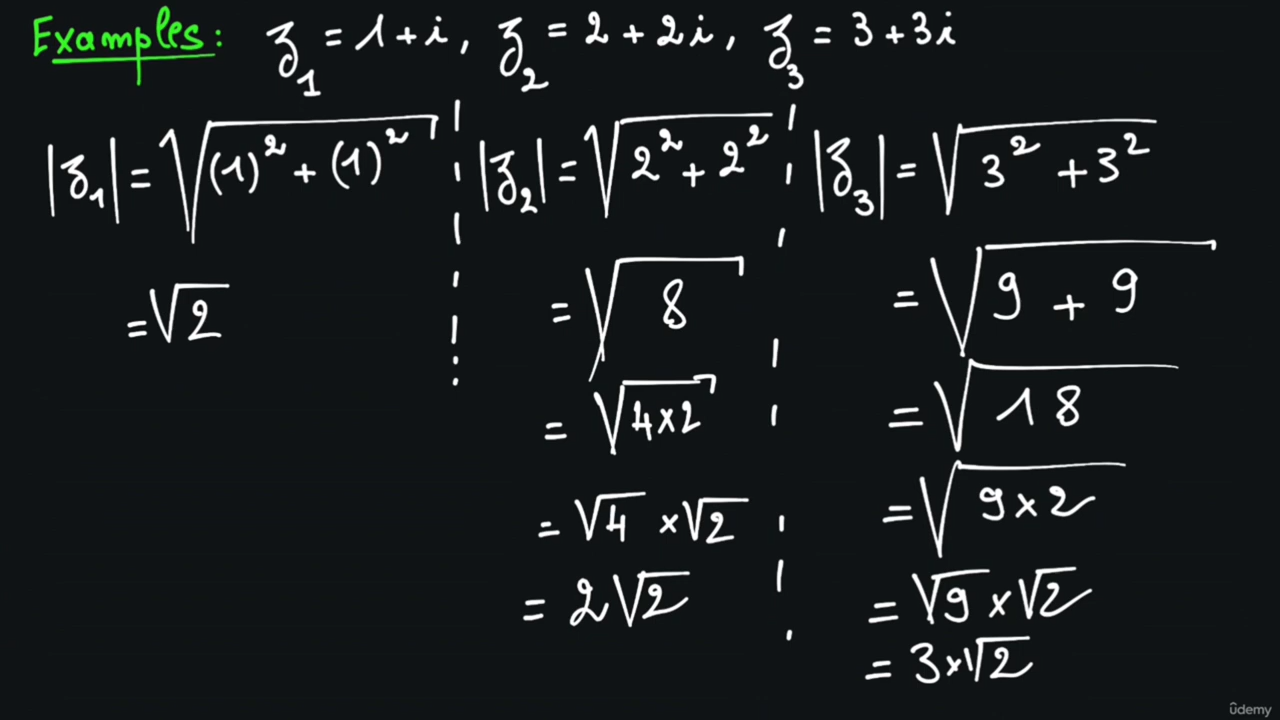 Examples: z₁ = 1 + i, z₂ = 2 + 2i, z₃ = 3 + 3i
|z₁| = √((1)² + (1)²)
= √2
|z₂| = √(2² + 2²)
= √8
= √(4×2)
= √4 × √2
= 2√2
|z₃| = √(3² + 3²)
= √(9 + 9)
= √18
= √(9×2)
= √9 × √2
= 3×√2
ûdemy